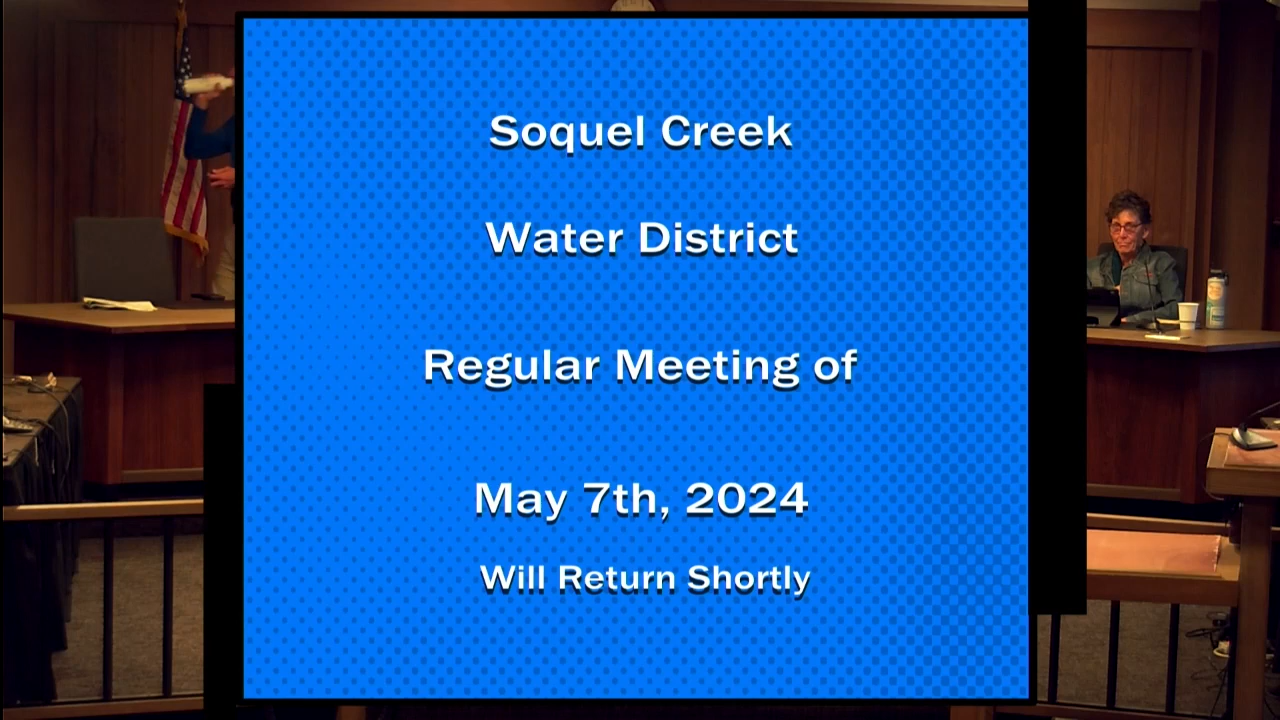 Soquel Creek
Water District
Regular Meeting of
May 7th, 2024
Will Return Shortly